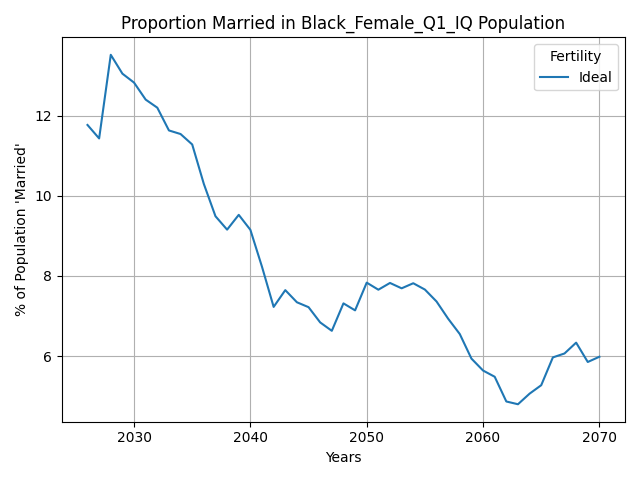 Proportion Married in Black_Female_Q1_IQ Population
Fertility
Ideal
% of Population 'Married'
12
10
8
6
2030 2040 2050 2060 2070
Years